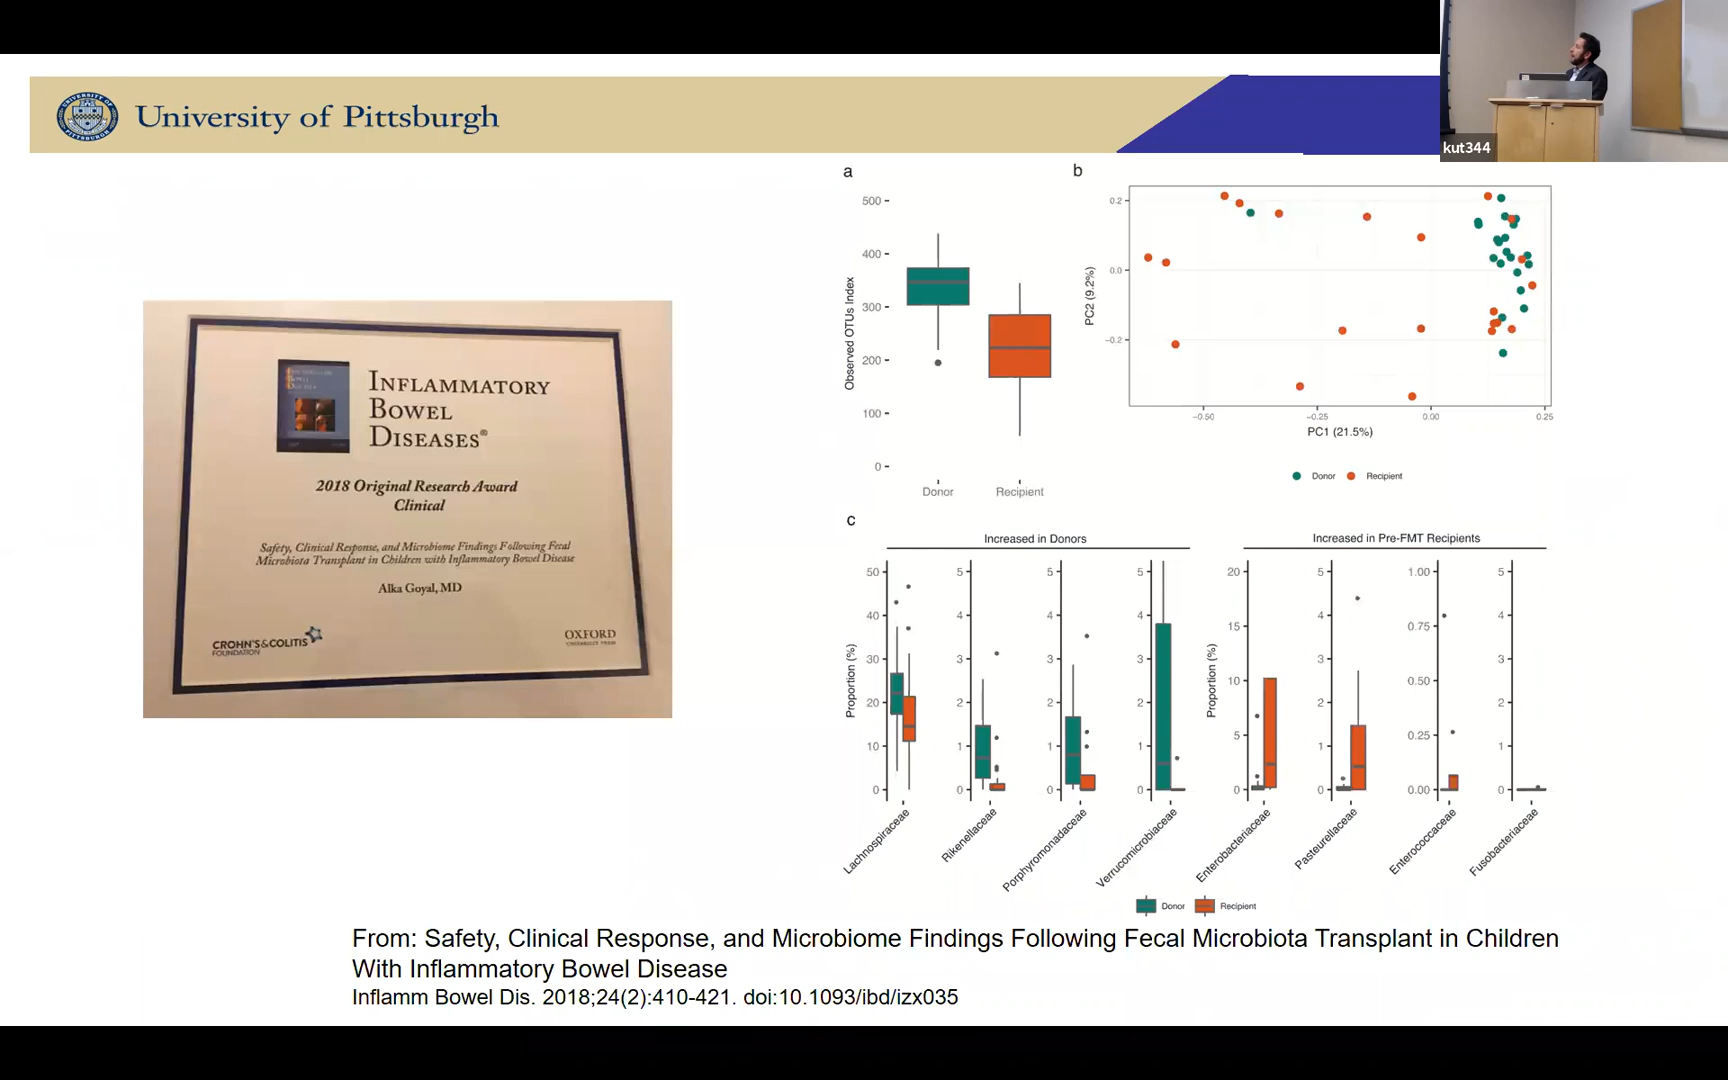 University of Pittsburgh
kut344
INFLAMMATORY
BOWEL
DISEASES®
2018 Original Research Award
Clinical
Safety, Clinical Response, and Microbiome Findings Following Fecal
Microbiota Transplant in Children with Inflammatory Bowel Disease
Alka Goyal, MD
CROHN'S & COLITIS
FOUNDATION
OXFORD
UNIVERSITY PRESS
a
500
400
300
200
100
0
Observed OTUs Index
Donor
Recipient
b
0.2
0.0
−0.2
PC2 (9.2%)
−0.50
−0.25
0.00
0.25
PC1 (21.5%)
Donor
Recipient
c
Increased in Donors
Increased in Pre-FMT Recipients
Proportion (%)
50
40
30
20
10
0
Lachnospiraceae
5
4
3
2
1
0
Rikenellaceae
5
4
3
2
1
0
Porphyromonadaceae
5
4
3
2
1
0
Verrucomicrobiaceae
Proportion (%)
20
15
10
5
0
Enterobacteriaceae
5
4
3
2
1
0
Pasteurellaceae
1.00
0.75
0.50
0.25
0.00
Enterococcaceae
5
4
3
2
1
0
Fusobacteriaceae
Donor
Recipient
From: Safety, Clinical Response, and Microbiome Findings Following Fecal Microbiota Transplant in Children
With Inflammatory Bowel Disease
Inflamm Bowel Dis. 2018;24(2):410-421. doi:10.1093/ibd/izx035